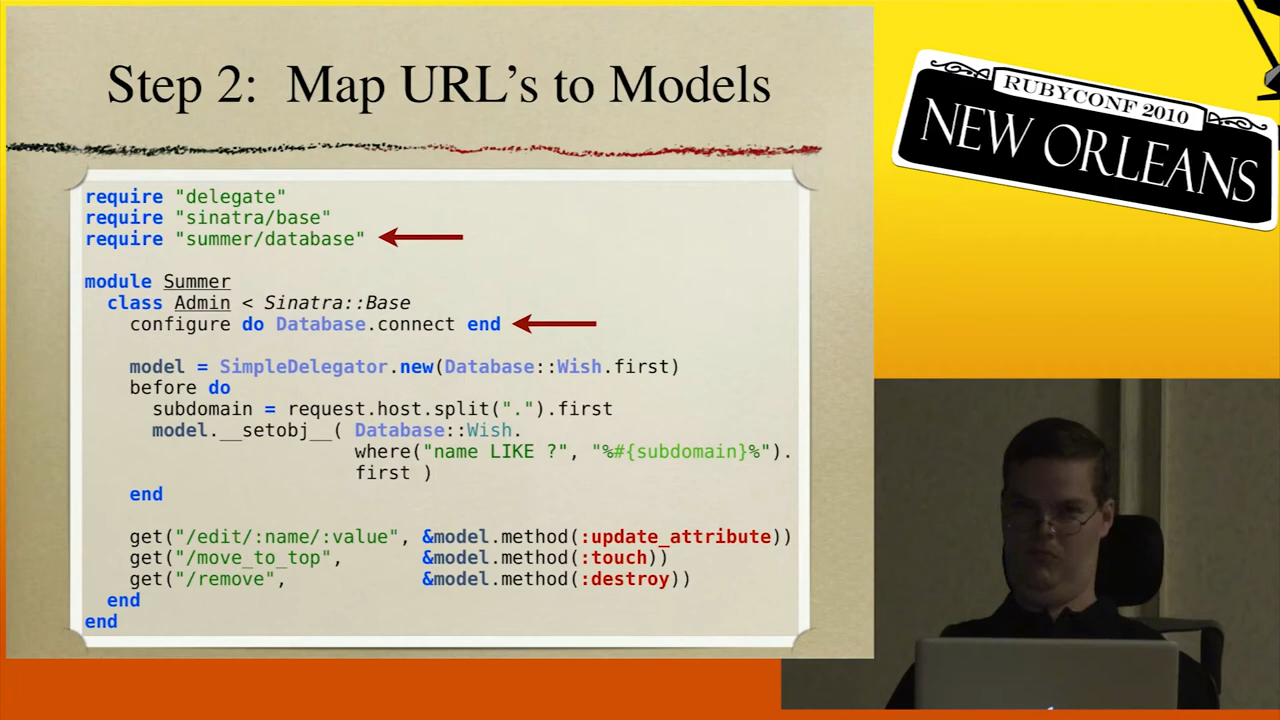 Step 2: Map URL’s to Models
require "delegate"
require "sinatra/base"
require "summer/database"
module Summer
class Admin < Sinatra::Base
configure do Database.connect end
model = SimpleDelegator.new(Database::Wish.first)
before do
subdomain = request.host.split(".").first
model.__setobj__( Database::Wish.
where("name LIKE ?", "%#{subdomain}%").
first )
end
get("/edit/:name/:value", &model.method(:update_attribute))
get("/move_to_top", &model.method(:touch))
get("/remove", &model.method(:destroy))
end
end
RUBYCONF 2010
NEW ORLEANS